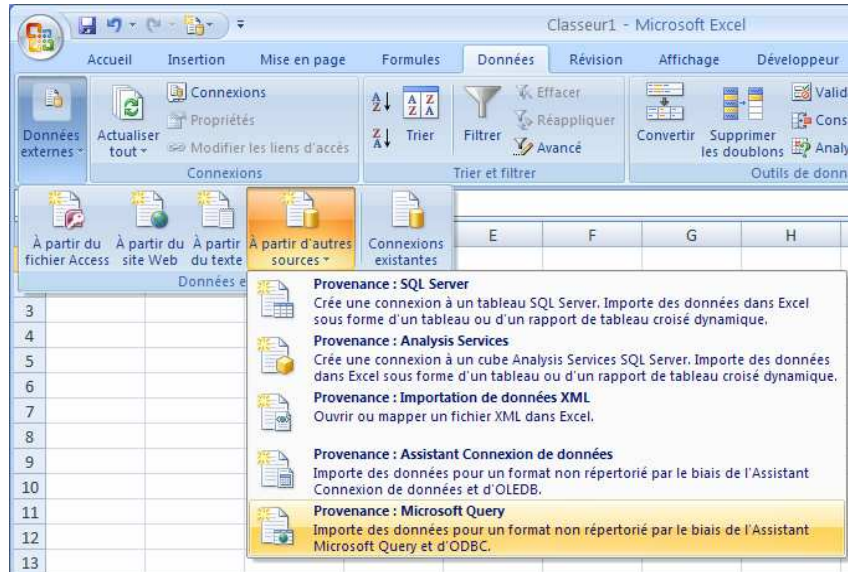 Classeur1 - Microsoft Excel
Accueil Insertion Mise en page Formules Données Révision Affichage Développeur
Connexions
Propriétés
Modifier les liens d'accès
Données externes
Actualiser tout
Connexions
A Z
Z A
Trier
Filtrer
Effacer
Réappliquer
Avancé
Trier et filtrer
Convertir
Supprimer les doublons
Valid
Cons
Analy
Outils de donn
À partir du fichier Access
À partir du site Web
À partir du texte
À partir d'autres sources
Connexions existantes
Données e
E F G H
Provenance : SQL Server
Crée une connexion à un tableau SQL Server. Importe des données dans Excel
sous forme d'un tableau ou d'un rapport de tableau croisé dynamique.
Provenance : Analysis Services
Crée une connexion à un cube Analysis Services SQL Server. Importe des données
dans Excel sous forme d'un tableau ou d'un rapport de tableau croisé dynamique.
Provenance : Importation de données XML
Ouvrir ou mapper un fichier XML dans Excel.
Provenance : Assistant Connexion de données
Importe des données pour un format non répertorié par le biais de l'Assistant
Connexion de données et d'OLEDB.
Provenance : Microsoft Query
Importe des données pour un format non répertorié par le biais de l'Assistant
Microsoft Query et d'ODBC.
3
4
5
6
7
8
9
10
11
12
13